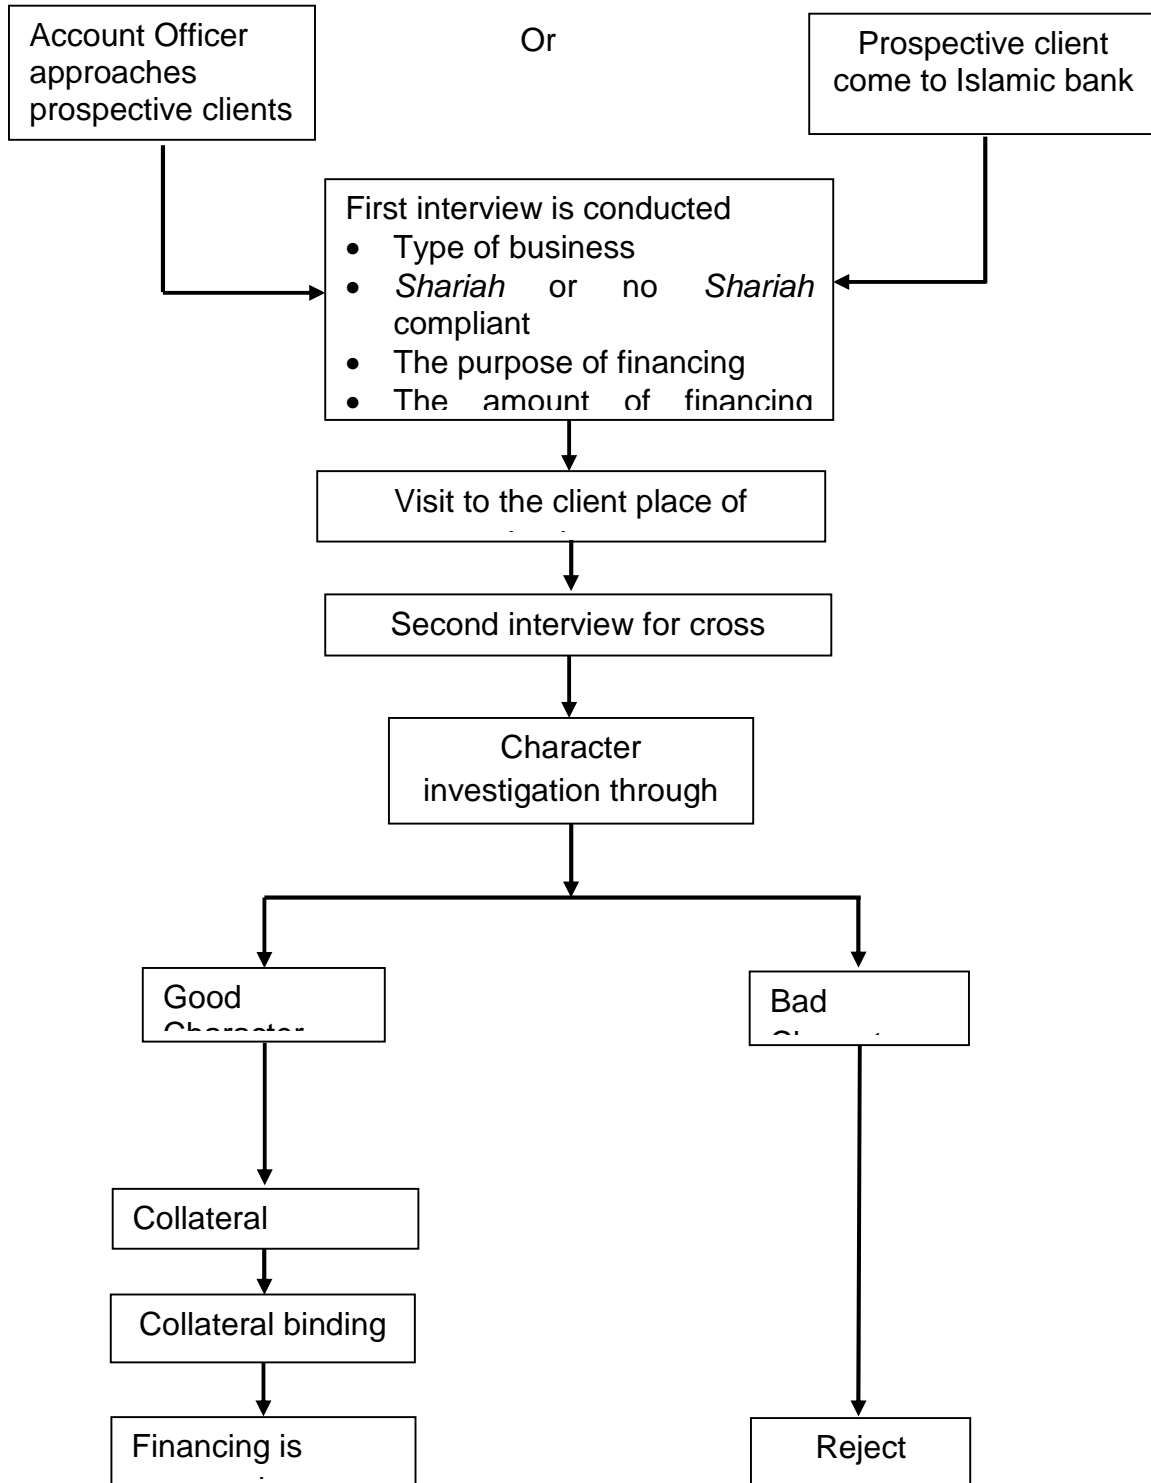 Account Officer
approaches
prospective clients
Or
Prospective client
come to Islamic bank
First interview is conducted
• Type of business
• Shariah or no Shariah
compliant
• The purpose of financing
• The amount of financing
Visit to the client place of
Second interview for cross
Character
investigation through
Good
Character
Bad
Collateral
Collateral binding
Financing is
Reject